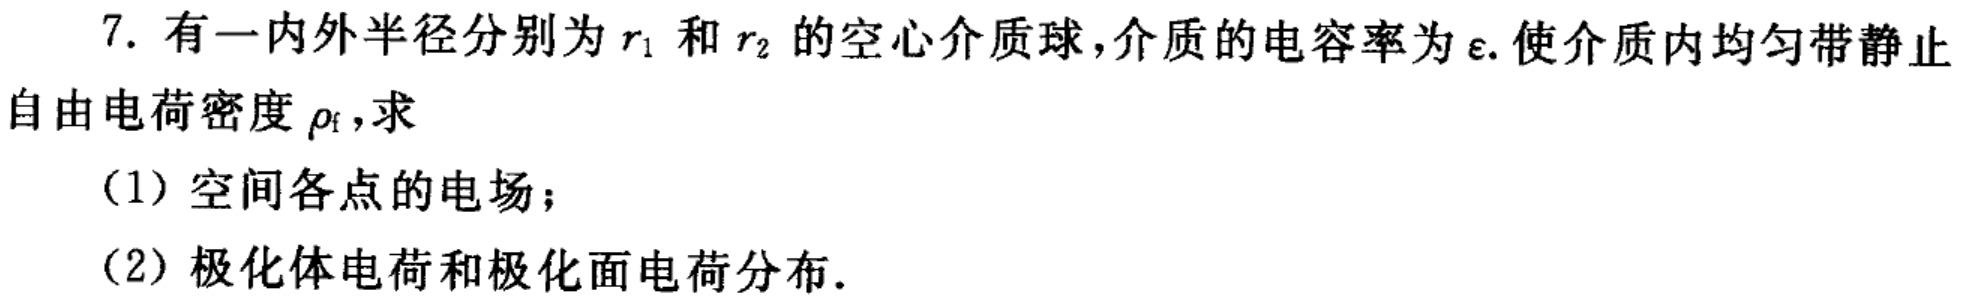 7. 有一内外半径分别为 r₁ 和 r₂ 的空心介质球,介质的电容率为 ε. 使介质内均匀带静止
自由电荷密度 ρf,求
(1) 空间各点的电场;
(2) 极化体电荷和极化面电荷分布.